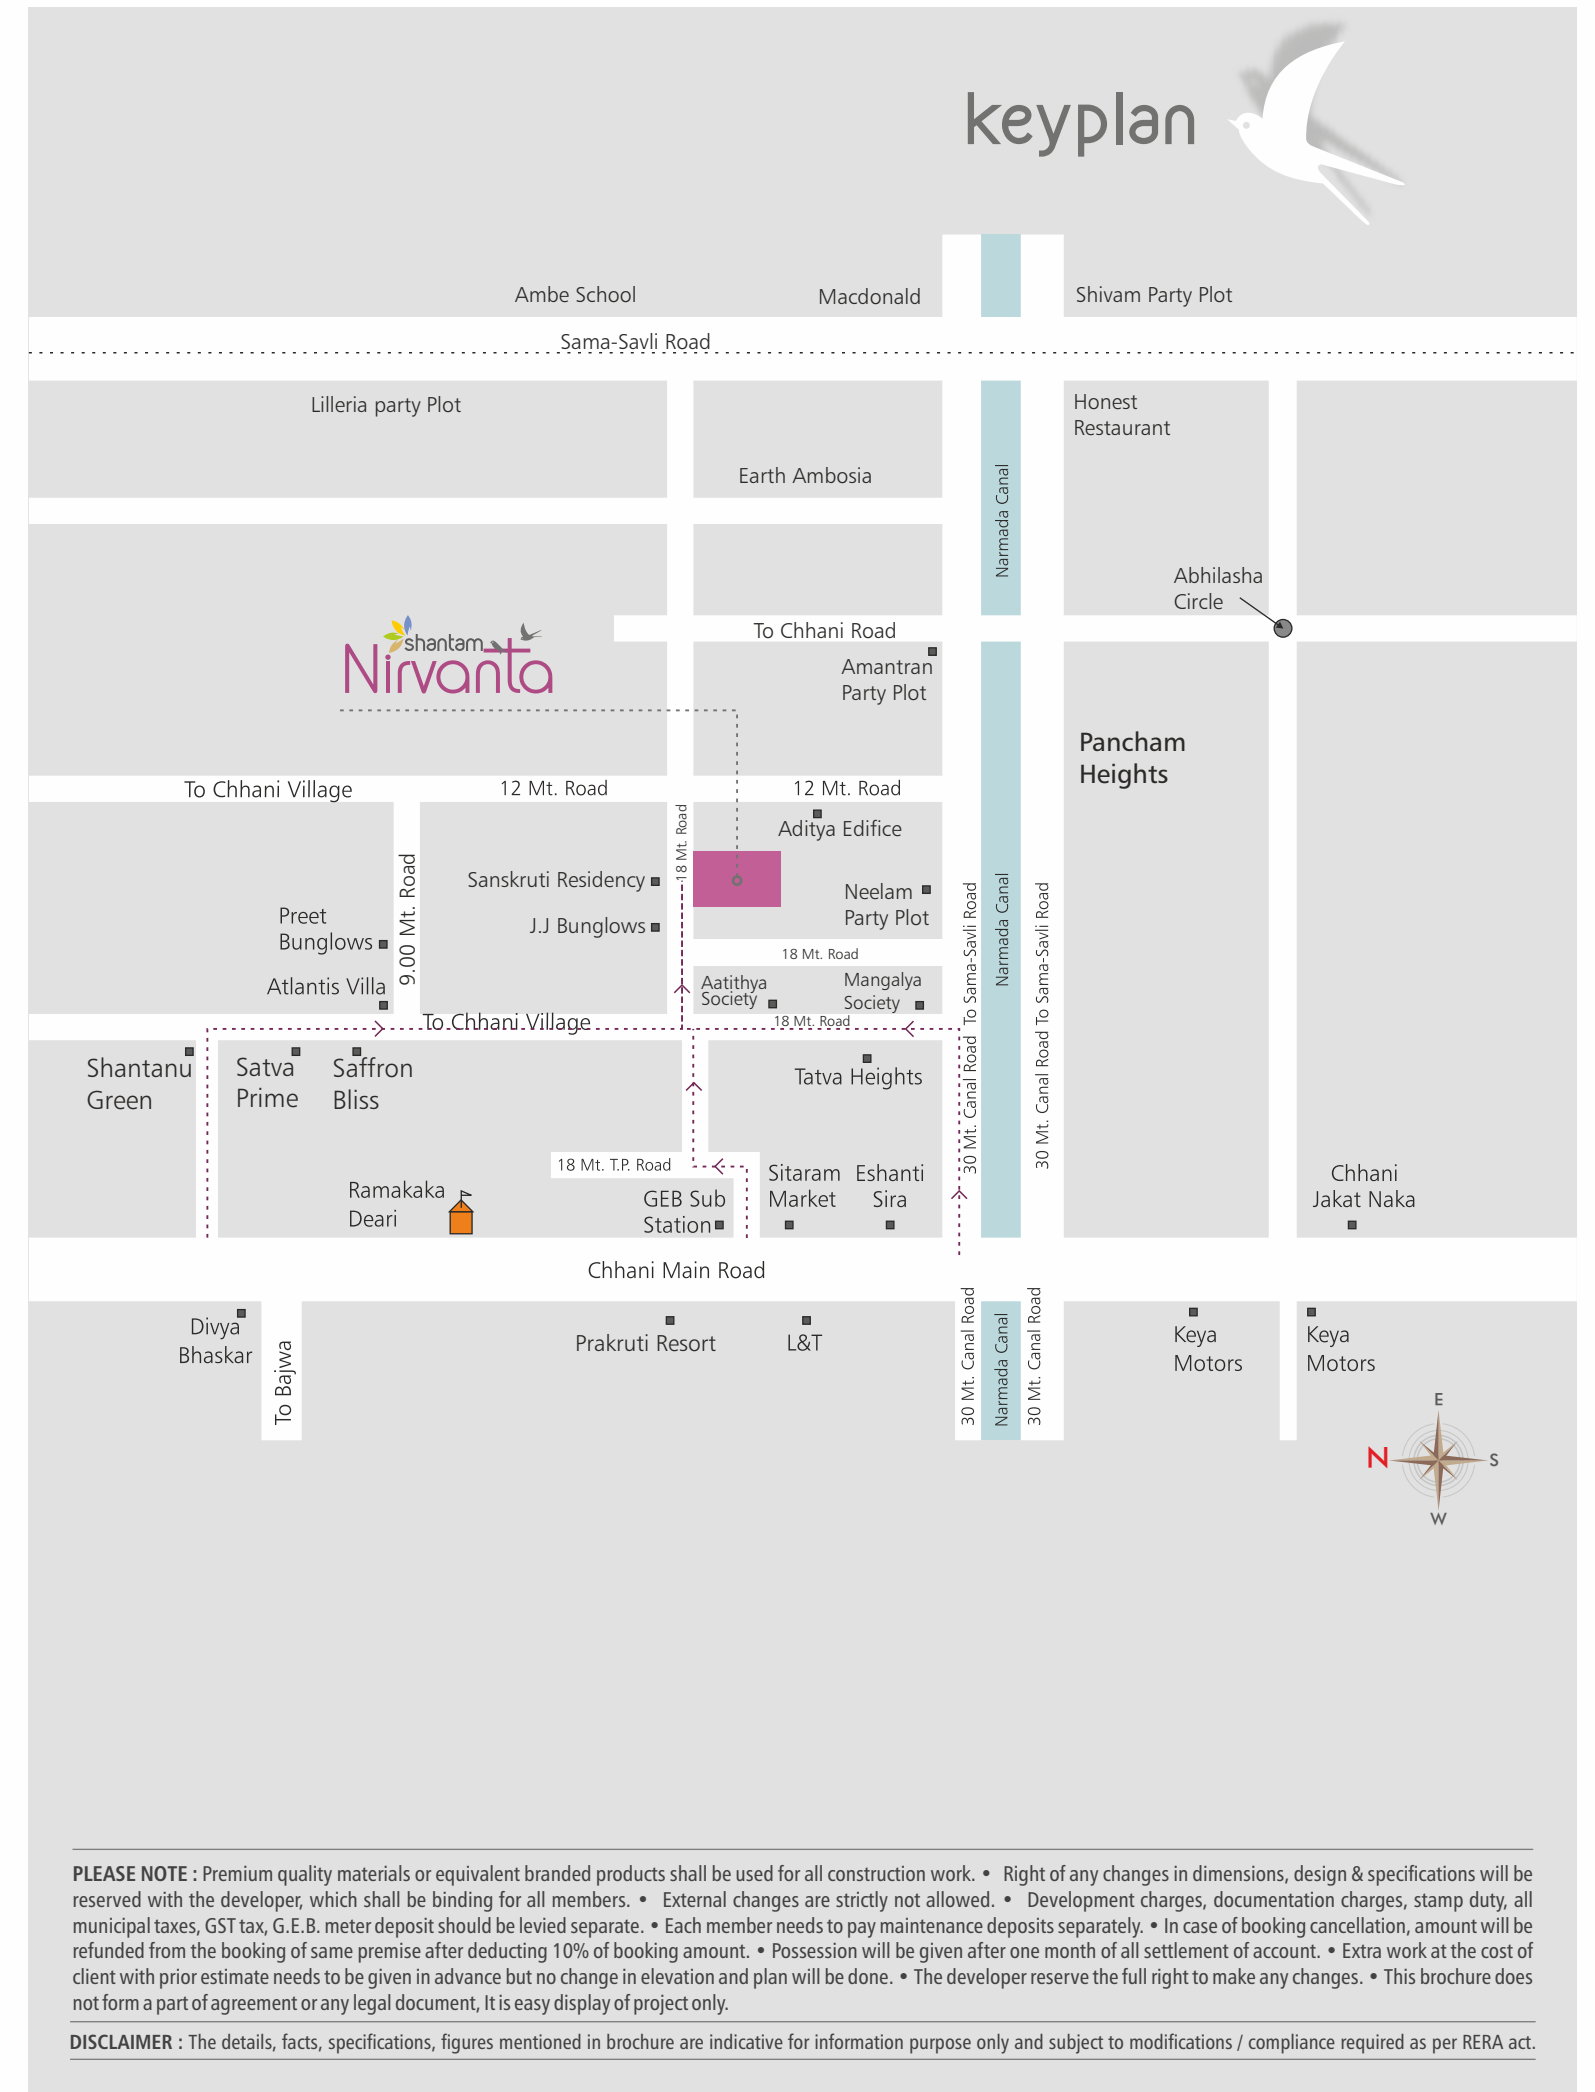 keyplan
Ambe School
Macdonald
Shivam Party Plot
Sama-Savli Road
Lilleria party Plot
Honest
Restaurant
Earth Ambosia
Narmada Canal
Abhilasha
Circle
shantam
Nirvanta
To Chhani Road
Amantran
Party Plot
Pancham
Heights
To Chhani Village
12 Mt. Road
12 Mt. Road
18 Mt. Road
Aditya Edifice
9.00 Mt. Road
Sanskruti Residency
Neelam
Party Plot
Preet
Bunglows
J.J Bunglows
18 Mt. Road
Atlantis Villa
Aatithya
Society
Mangalya
Society
30 Mt. Canal Road To Sama-Savli Road
Narmada Canal
30 Mt. Canal Road To Sama-Savli Road
To Chhani Village
18 Mt. Road
Shantanu
Green
Satva
Prime
Saffron
Bliss
Tatva Heights
18 Mt. T.P. Road
Ramakaka
Deari
GEB Sub
Station
Sitaram
Market
Eshanti
Sira
Chhani
Jakat Naka
Chhani Main Road
Divya
Bhaskar
To Bajwa
Prakruti Resort
L&T
30 Mt. Canal Road
Narmada Canal
30 Mt. Canal Road
Keya
Motors
Keya
Motors
E
N
S
W
PLEASE NOTE : Premium quality materials or equivalent branded products shall be used for all construction work. • Right of any changes in dimensions, design & specifications will be
reserved with the developer, which shall be binding for all members. • External changes are strictly not allowed. • Development charges, documentation charges, stamp duty, all
municipal taxes, GST tax, G.E.B. meter deposit should be levied separate. • Each member needs to pay maintenance deposits separately. • In case of booking cancellation, amount will be
refunded from the booking of same premise after deducting 10% of booking amount. • Possession will be given after one month of all settlement of account. • Extra work at the cost of
client with prior estimate needs to be given in advance but no change in elevation and plan will be done. • The developer reserve the full right to make any changes. • This brochure does
not form a part of agreement or any legal document, It is easy display of project only.
DISCLAIMER : The details, facts, specifications, figures mentioned in brochure are indicative for information purpose only and subject to modifications / compliance required as per RERA act.